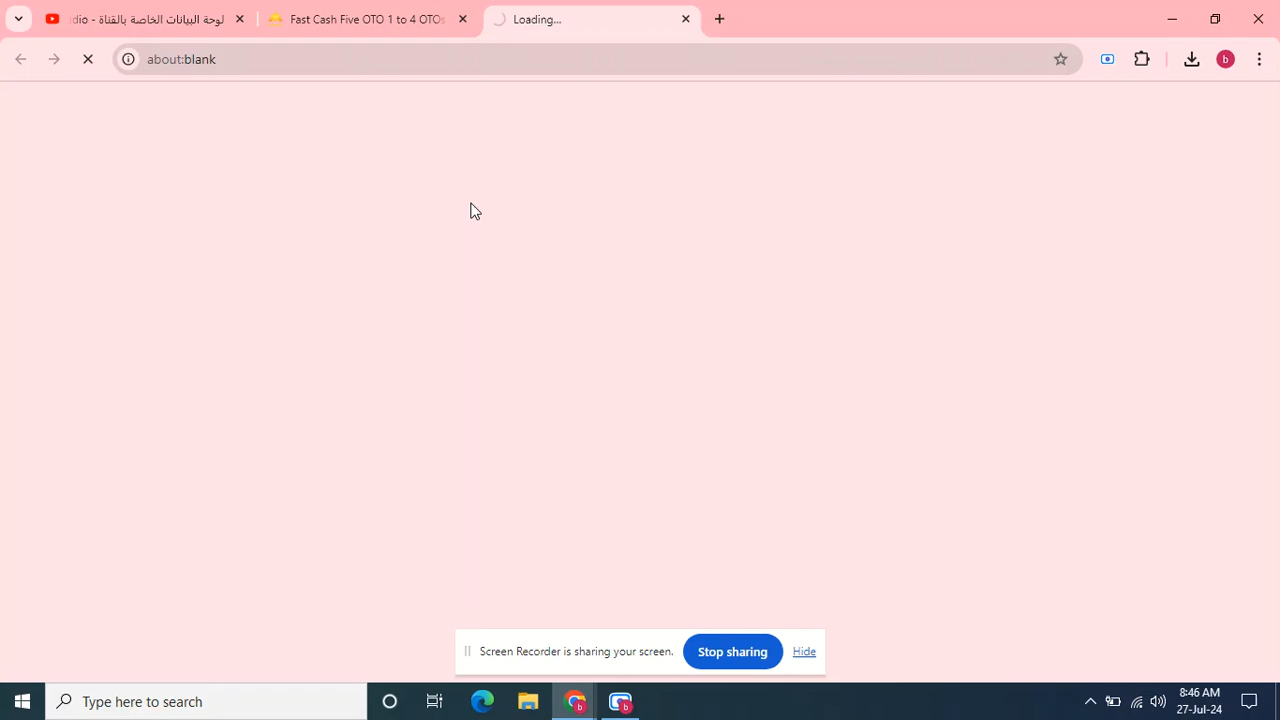 لوحة البيانات الخاصة بالقناة - dio
Fast Cash Five OTO 1 to 4 OTOs
Loading...
about:blank
b
Screen Recorder is sharing your screen.
Stop sharing
Hide
Type here to search
b
b
8:46 AM
27-Jul-24